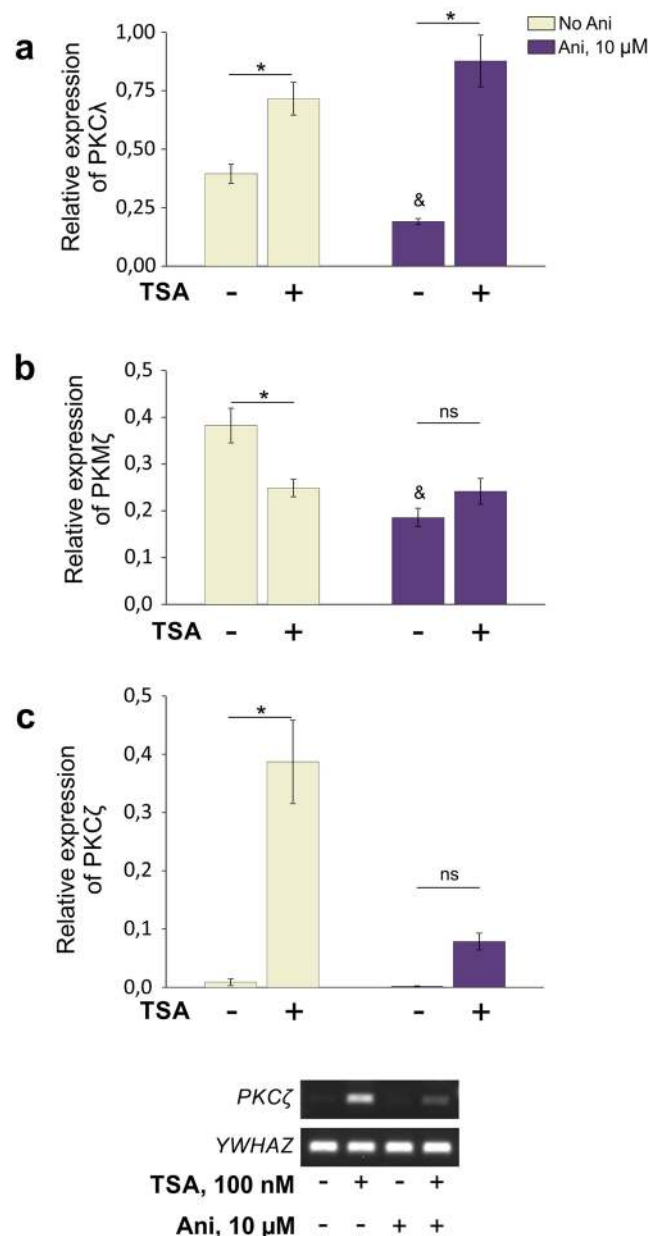 a
No Ani
Ani, 10 µM
Relative expression
of PKCλ
1,00
0,75
0,50
0,25
0,00
*
&
*
TSA - + - +
b
Relative expression
of PKMζ
0,5
0,4
0,3
0,2
0,1
0,0
*
ns
&
TSA - + - +
c
Relative expression
of PKCζ
0,5
0,4
0,3
0,2
0,1
0,0
*
ns
TSA - + - +
PKCζ
YWHAZ
TSA, 100 nM - + - +
Ani, 10 µM - - + +